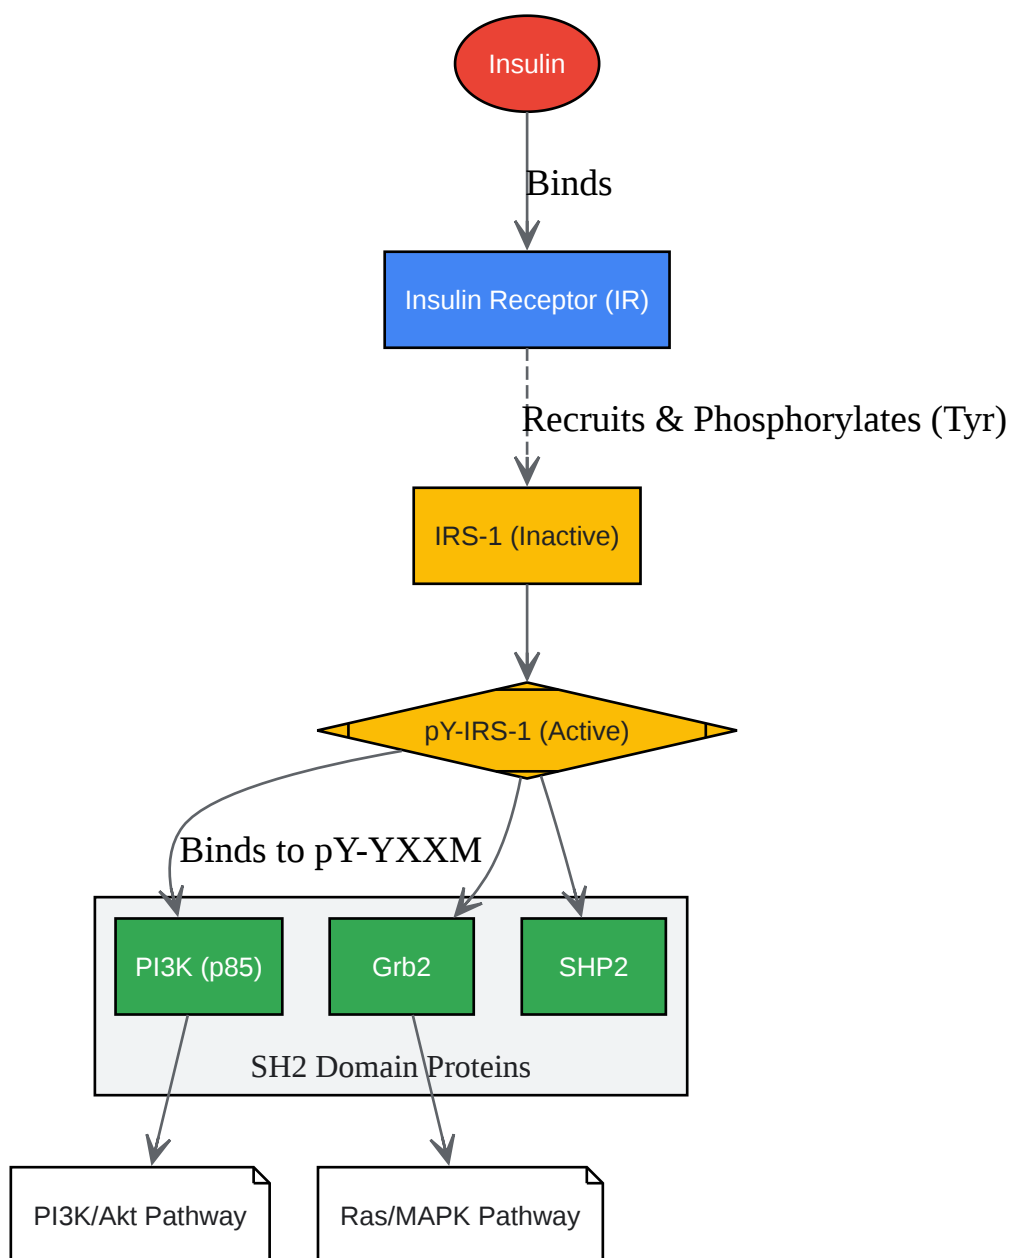 Insulin
Binds
Insulin Receptor (IR)
Recruits & Phosphorylates (Tyr)
IRS-1 (Inactive)
pY-IRS-1 (Active)
Binds to pY-YXXM
PI3K (p85)
Grb2
SHP2
SH2 Domain Proteins
PI3K/Akt Pathway
Ras/MAPK Pathway